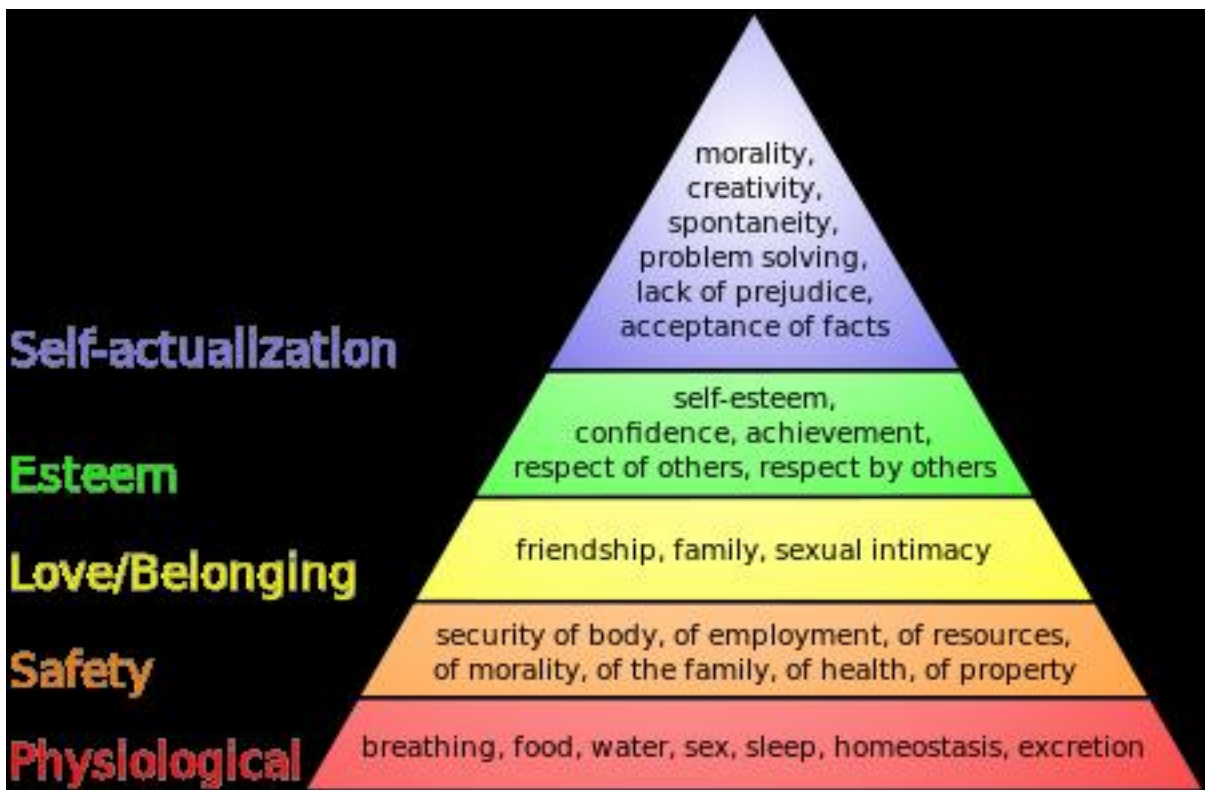 morality,
creativity,
spontaneity,
problem solving,
lack of prejudice,
acceptance of facts
Self-actualization
self-esteem,
confidence, achievement,
respect of others, respect by others
Esteem
friendship, family, sexual intimacy
Love/Belonging
security of body, of employment, of resources,
of morality, of the family, of health, of property
Safety
breathing, food, water, sex, sleep, homeostasis, excretion
Physiological